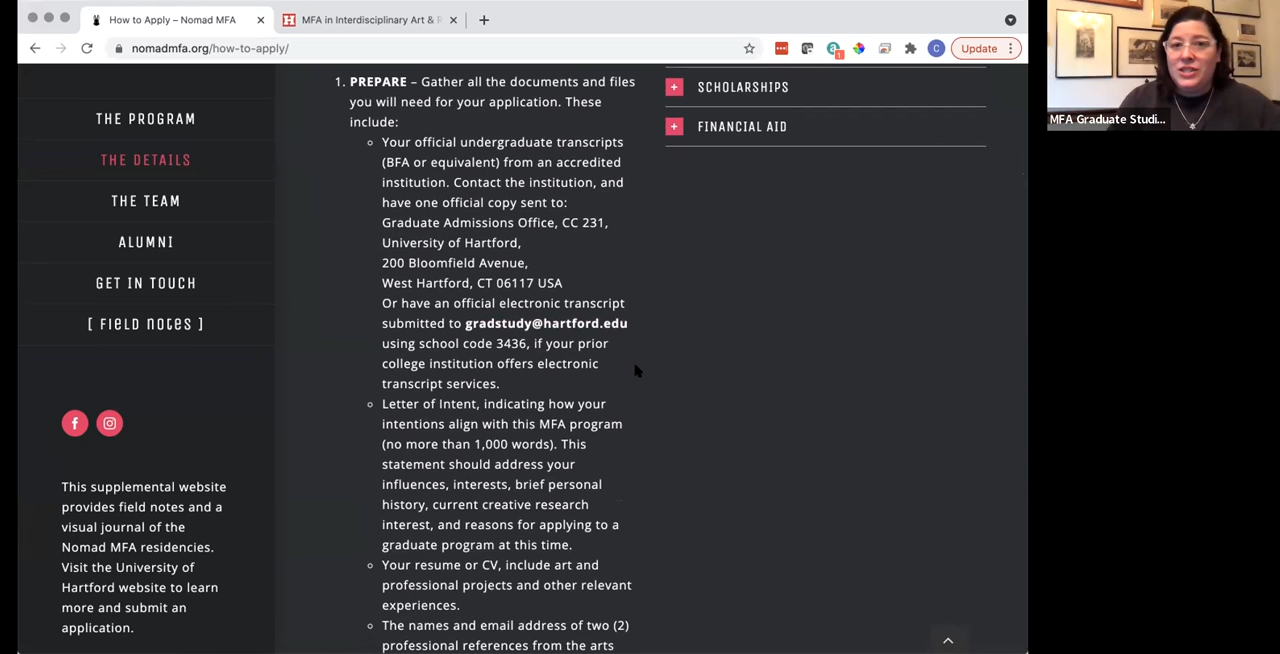 How to Apply – Nomad MFA
MFA in Interdisciplinary Art &
nomadmfa.org/how-to-apply/
1
C
Update
THE PROGRAM
THE DETAILS
THE TEAM
ALUMNI
GET IN TOUCH
[ Field Notes ]
This supplemental website
provides field notes and a
visual journal of the
Nomad MFA residencies.
Visit the University of
Hartford website to learn
more and submit an
application.
1. PREPARE – Gather all the documents and files
you will need for your application. These
include:
Your official undergraduate transcripts
(BFA or equivalent) from an accredited
institution. Contact the institution, and
have one official copy sent to:
Graduate Admissions Office, CC 231,
University of Hartford,
200 Bloomfield Avenue,
West Hartford, CT 06117 USA
Or have an official electronic transcript
submitted to gradstudy@hartford.edu
using school code 3436, if your prior
college institution offers electronic
transcript services.
Letter of Intent, indicating how your
intentions align with this MFA program
(no more than 1,000 words). This
statement should address your
influences, interests, brief personal
history, current creative research
interest, and reasons for applying to a
graduate program at this time.
Your resume or CV, include art and
professional projects and other relevant
experiences.
The names and email address of two (2)
professional references from the arts
+ SCHOLARSHIPS
+ FINANCIAL AID
MFA Graduate Studi...